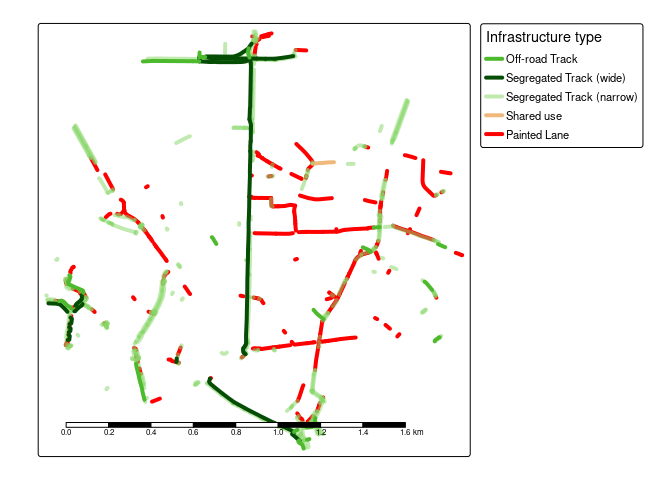 Infrastructure type
Off-road Track
Segregated Track (wide)
Segregated Track (narrow)
Shared use
Painted Lane
0.0 0.2 0.4 0.6 0.8 1.0 1.2 1.4 1.6 km